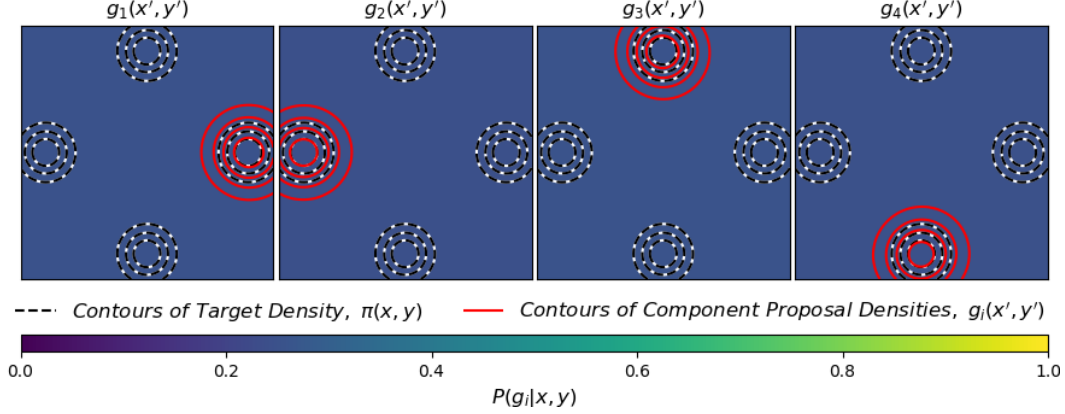 g₁(x′, y′) g₂(x′, y′) g₃(x′, y′) g₄(x′, y′)
Contours of Target Density, π(x, y) Contours of Component Proposal Densities, gᵢ(x′, y′)
0.0 0.2 0.4 0.6 0.8 1.0
P(gᵢ|x, y)